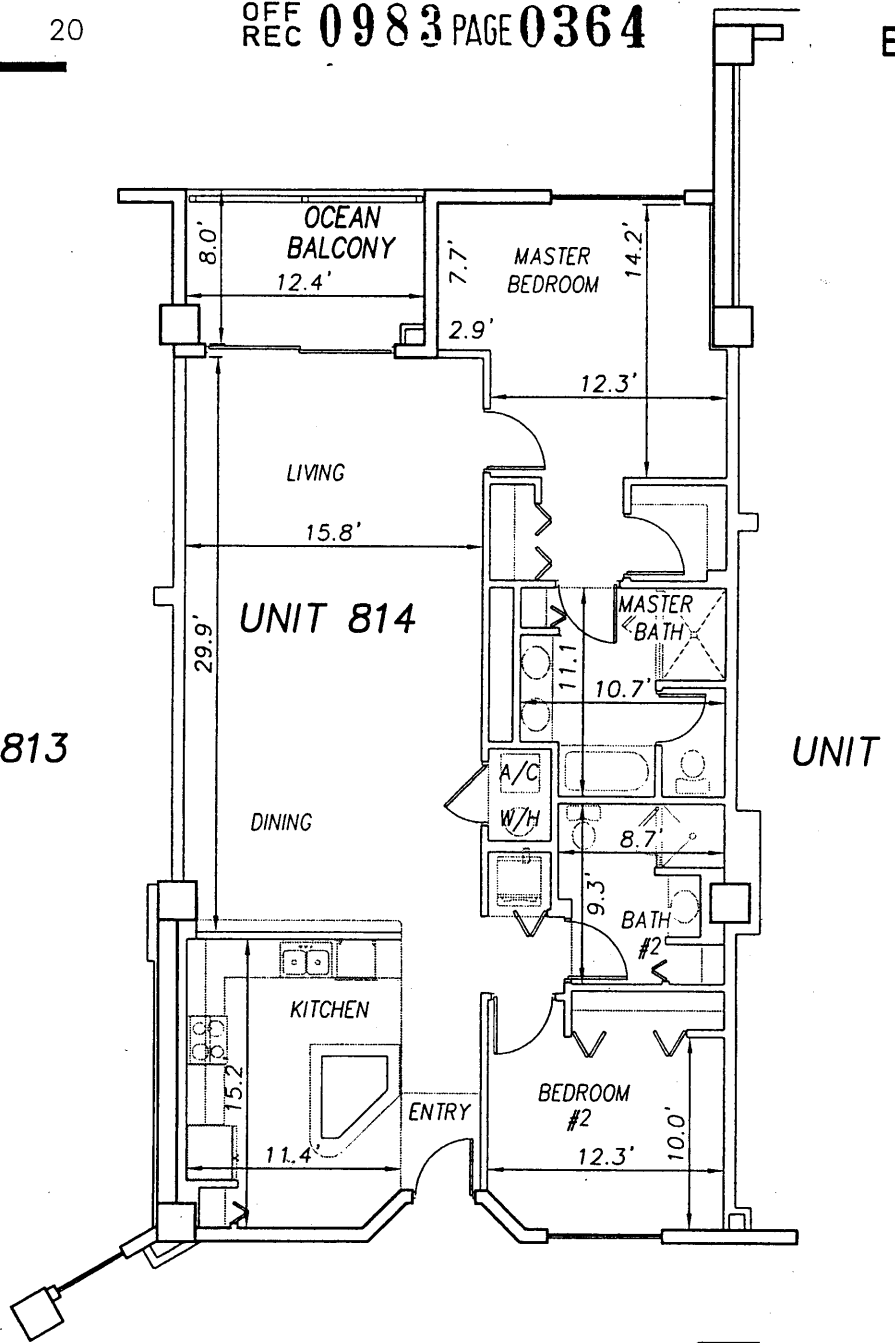 20
OFF
REC 0983 PAGE 0364
OCEAN
BALCONY
8.0'
12.4'
7.7'
2.9'
MASTER
BEDROOM
14.2'
12.3'
LIVING
15.8'
29.9'
UNIT 814
MASTER
BATH
11.1
10.7'
813
UNIT
A/C
W/H
DINING
8.7'
9.3'
BATH
#2
KITCHEN
15.2
11.4'
ENTRY
BEDROOM
#2
10.0'
12.3'